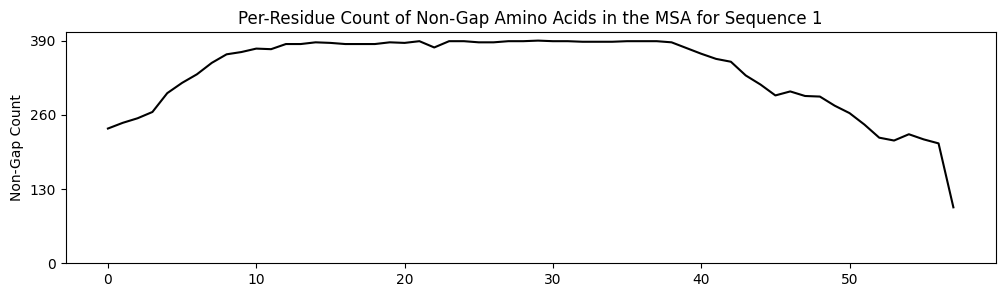 Per-Residue Count of Non-Gap Amino Acids in the MSA for Sequence 1
Non-Gap Count
390
260
130
0
0 10 20 30 40 50